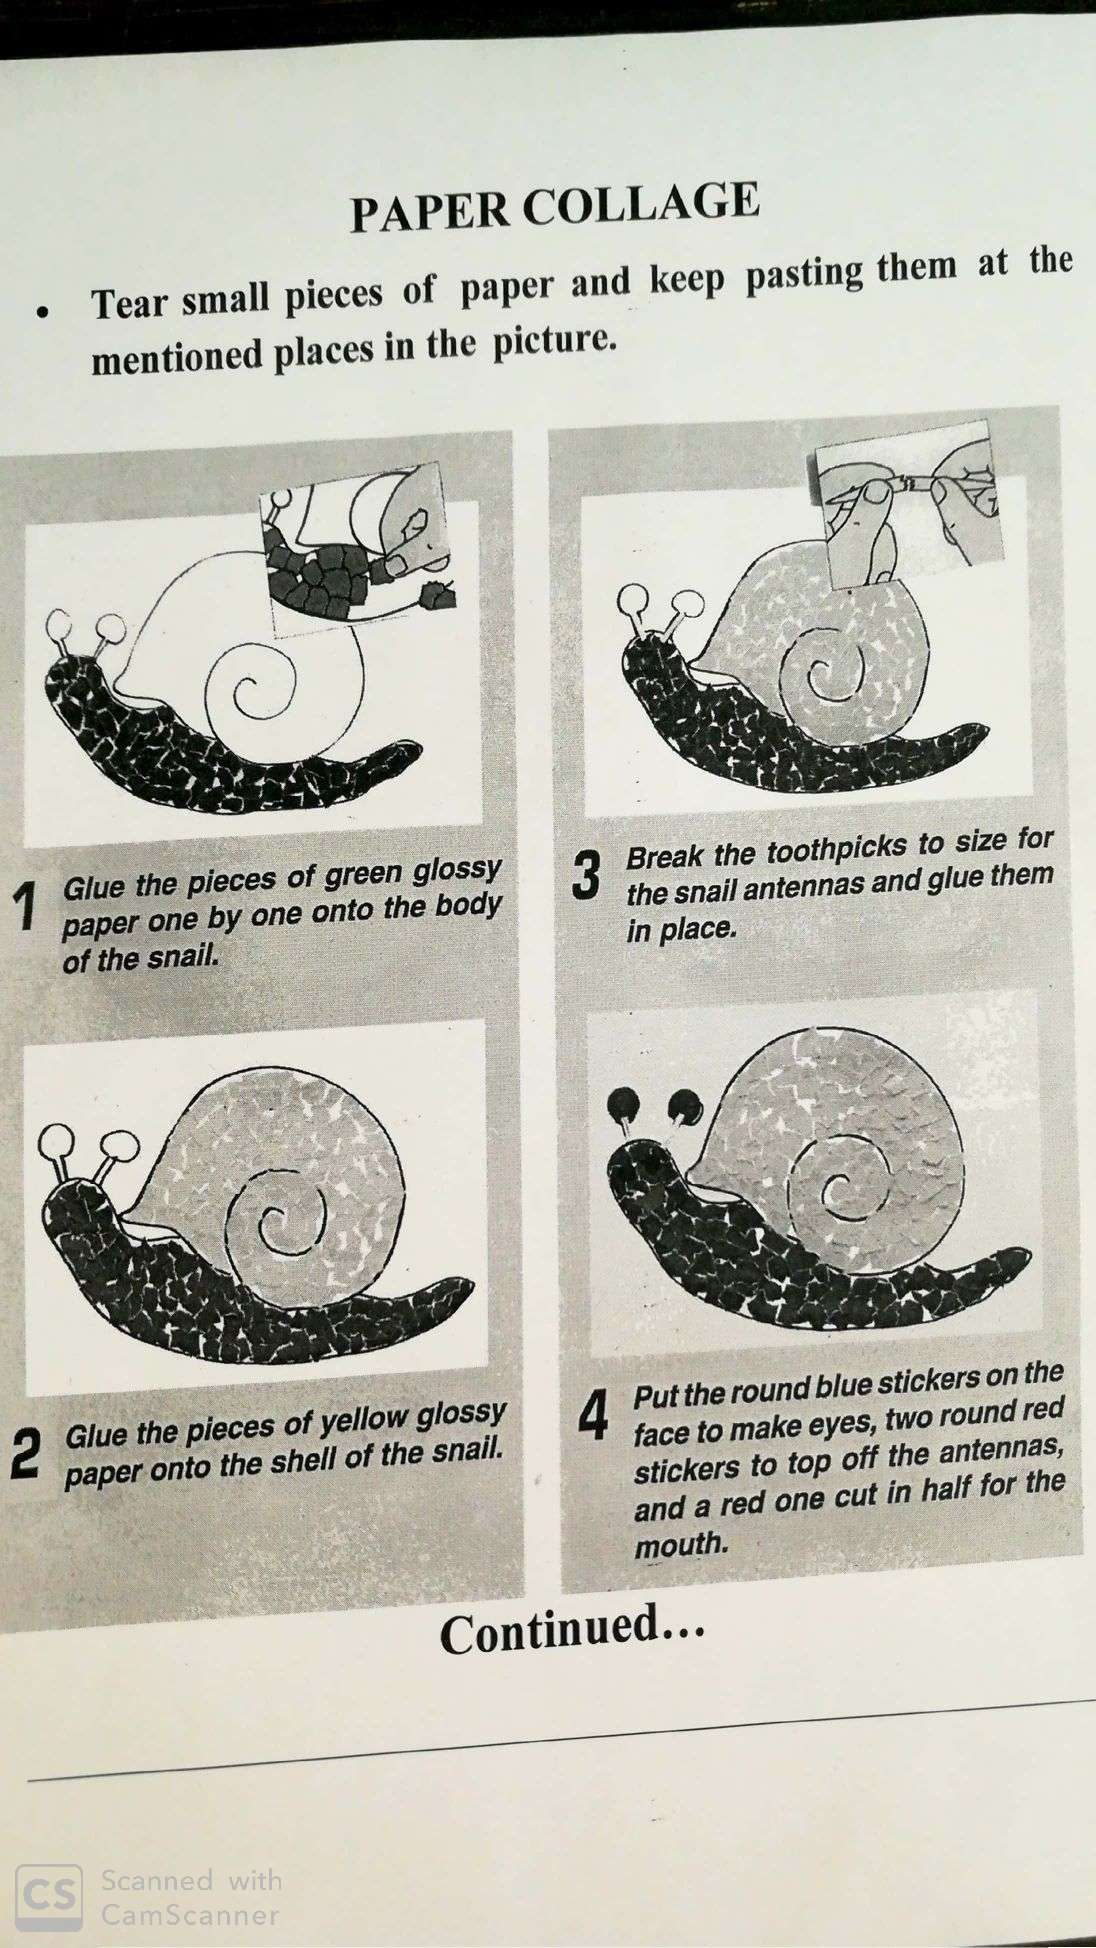 PAPER COLLAGE
• Tear small pieces of paper and keep pasting them at the
mentioned places in the picture.
1 Glue the pieces of green glossy
paper one by one onto the body
of the snail.
2 Glue the pieces of yellow glossy
paper onto the shell of the snail.
3 Break the toothpicks to size for
the snail antennas and glue them
in place.
4 Put the round blue stickers on the
face to make eyes, two round red
stickers to top off the antennas,
and a red one cut in half for the
mouth.
Continued...
CS Scanned with
CamScanner